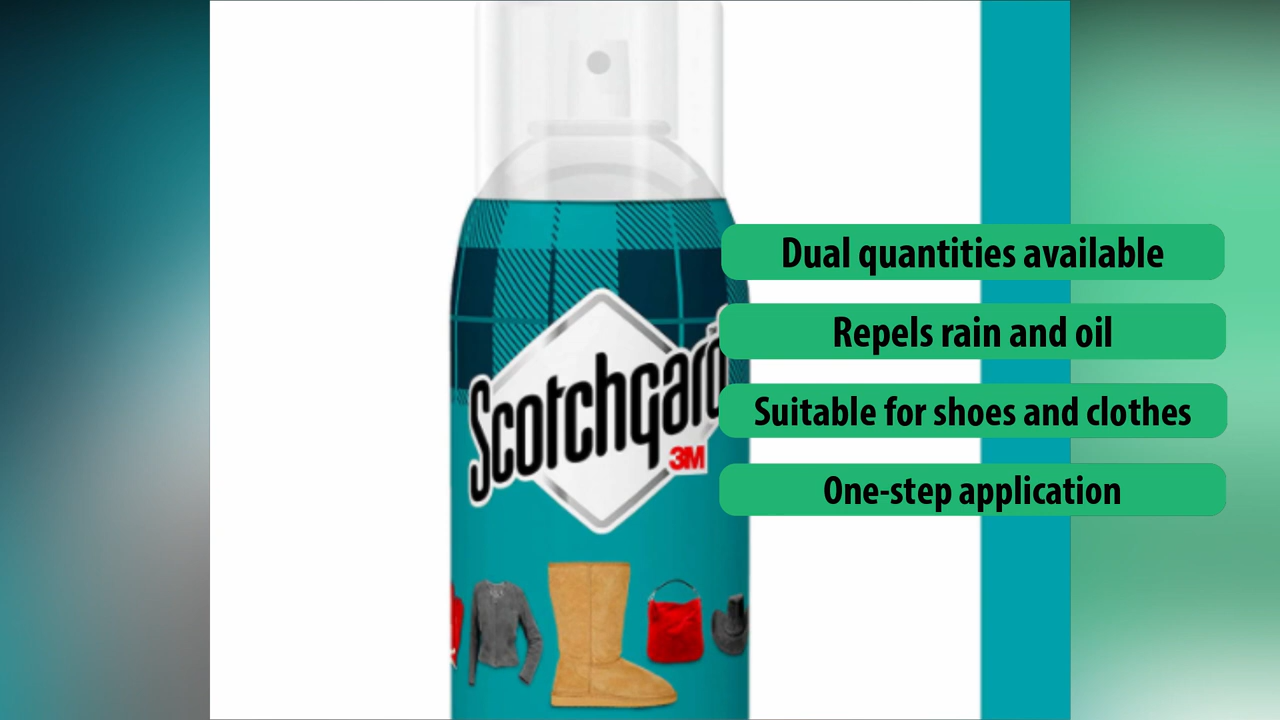 Dual quantities available
Scotchgard
3M
Repels rain and oil
Suitable for shoes and clothes
One-step application